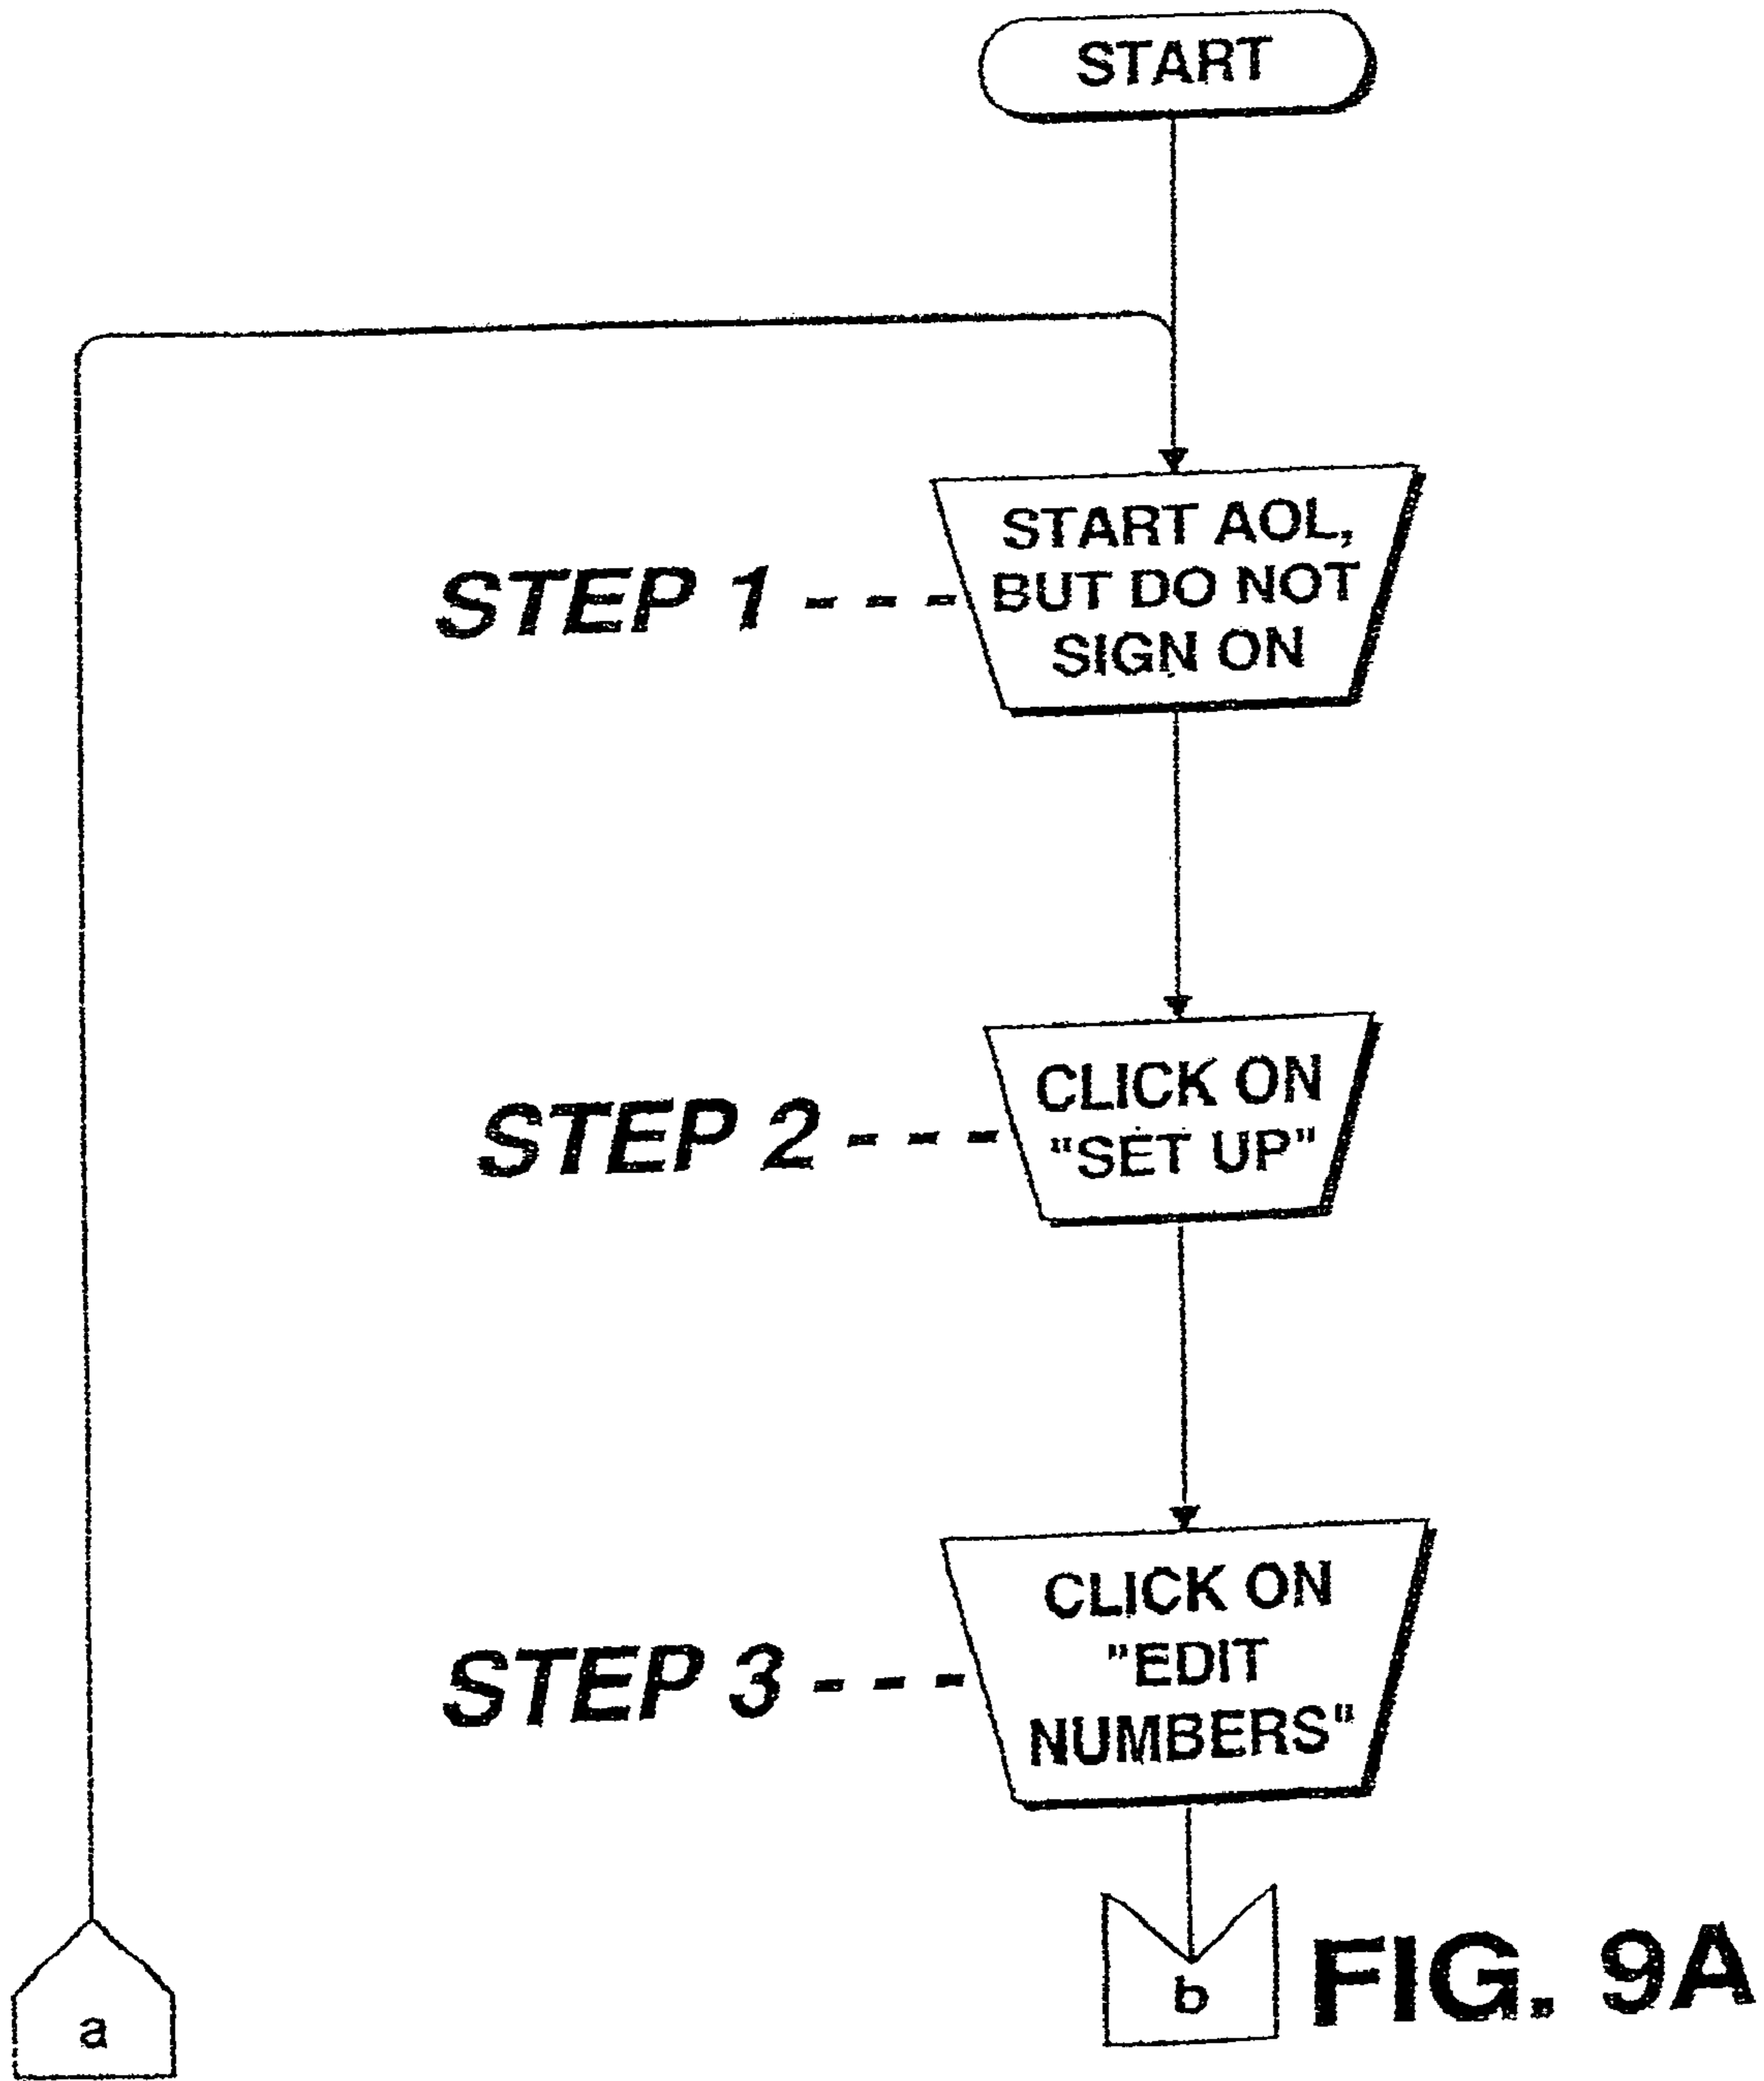 START
START AOL,
BUT DO NOT
SIGN ON
STEP 1 - - -
CLICK ON
"SET UP"
STEP 2 - - -
CLICK ON
"EDIT
NUMBERS"
STEP 3 - - -
a
b
FIG. 9A